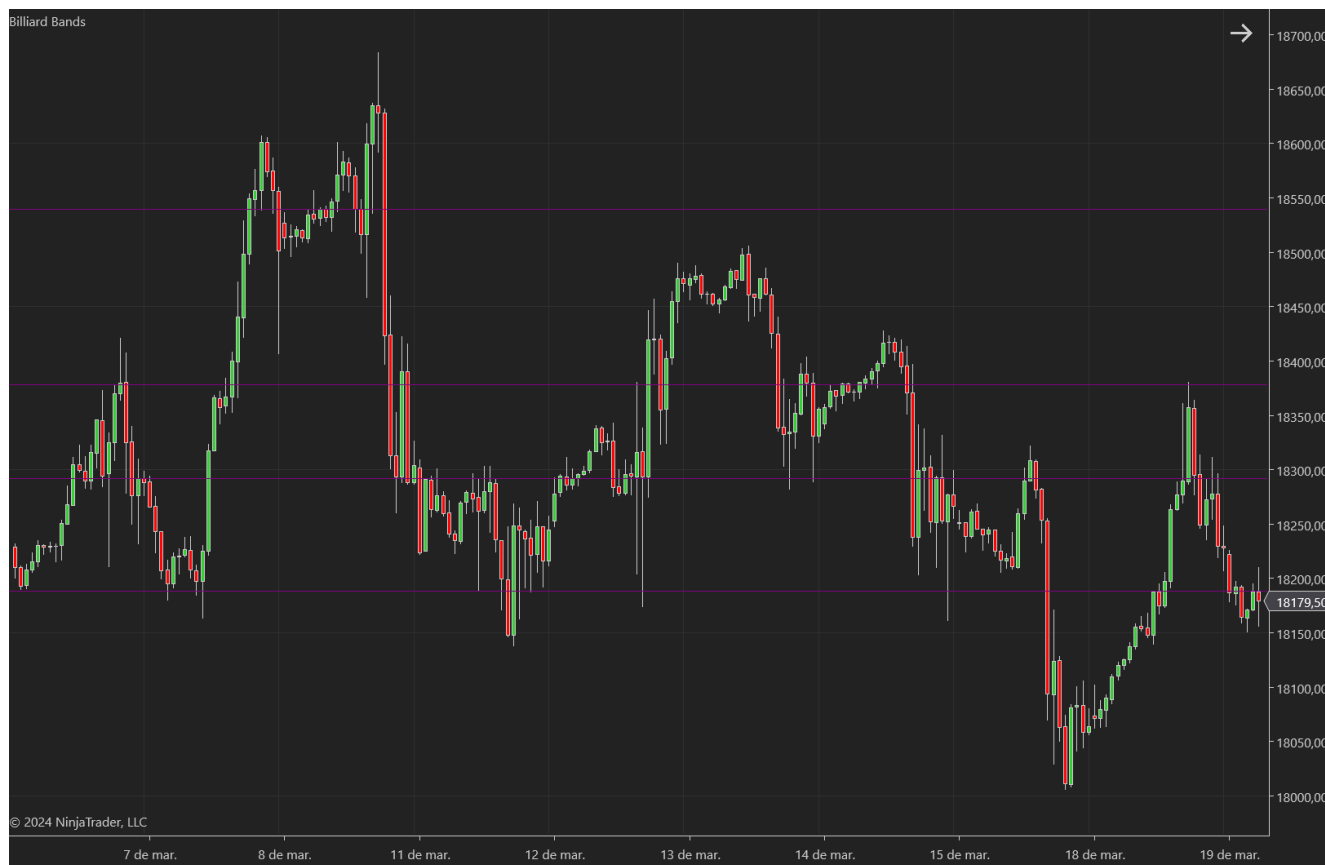 Billiard Bands
18700,00
18650,00
18600,00
18550,00
18500,00
18450,00
18400,00
18350,00
18300,00
18250,00
18200,00
18179,50
18150,00
18100,00
18050,00
18000,00
© 2024 NinjaTrader, LLC
7 de mar.
8 de mar.
11 de mar.
12 de mar.
13 de mar.
14 de mar.
15 de mar.
18 de mar.
19 de mar.